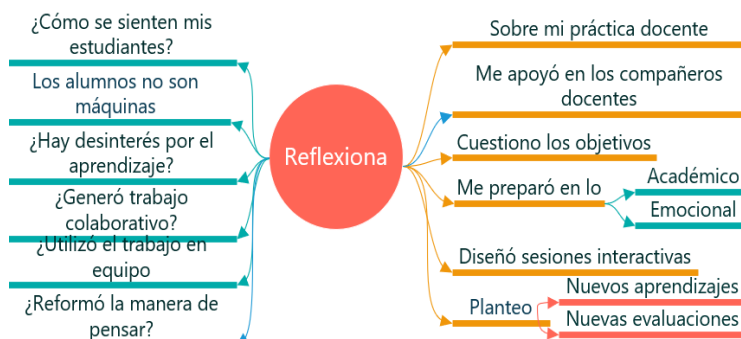 ¿Cómo se sienten mis
estudiantes?
Los alumnos no son
máquinas
¿Hay desinterés por el
aprendizaje?
¿Generó trabajo
colaborativo?
¿Utilizó el trabajo en
equipo
¿Reformó la manera de
pensar?
Reflexiona
Sobre mi práctica docente
Me apoyó en los compañeros
docentes
Cuestiono los objetivos
Me preparó en lo
Académico
Emocional
Diseñó sesiones interactivas
Planteo
Nuevos aprendizajes
Nuevas evaluaciones